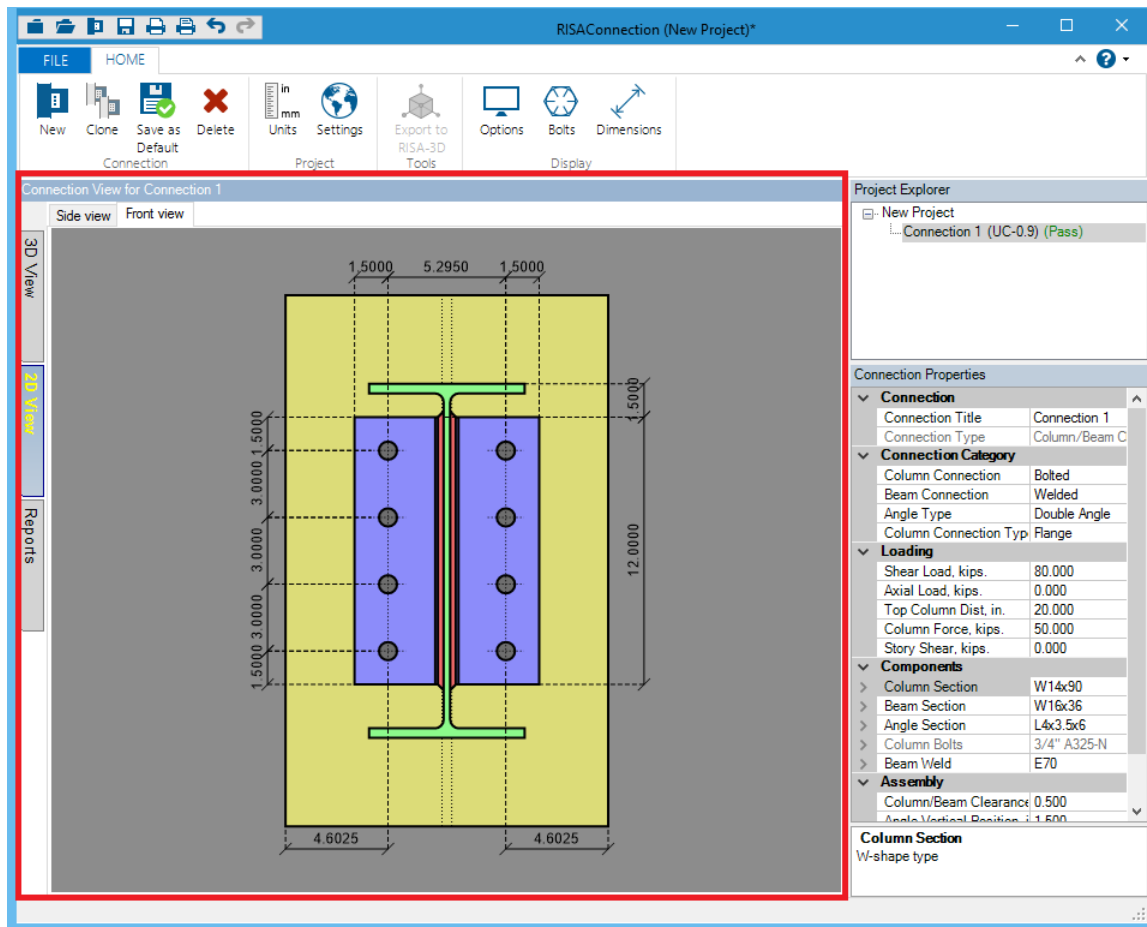 RISAConnection (New Project)*
FILE HOME
in
mm
New Clone Save as Default Delete Units Settings Export to RISA-3D Options Bolts Dimensions
Connection Project Tools Display
Connection View for Connection 1
Side view Front view
3D View
2D View
Reports
1.5000 5.2950 1.5000
1.5000
1.5000
3.0000
3.0000
3.0000
1.5000
12.0000
4.6025 4.6025
Project Explorer
New Project
Connection 1 (UC-0.9) (Pass)
Connection Properties
Connection
Connection Title Connection 1
Connection Type Column/Beam C
Connection Category
Column Connection Bolted
Beam Connection Welded
Angle Type Double Angle
Column Connection Typ Flange
Loading
Shear Load, kips. 80.000
Axial Load, kips. 0.000
Top Column Dist, in. 20.000
Column Force, kips. 50.000
Story Shear, kips. 0.000
Components
Column Section W14x90
Beam Section W16x36
Angle Section L4x3.5x6
Column Bolts 3/4" A325-N
Beam Weld E70
Assembly
Column/Beam Clearance 0.500
Angle Vertical Position, i 1.500
Column Section
W-shape type